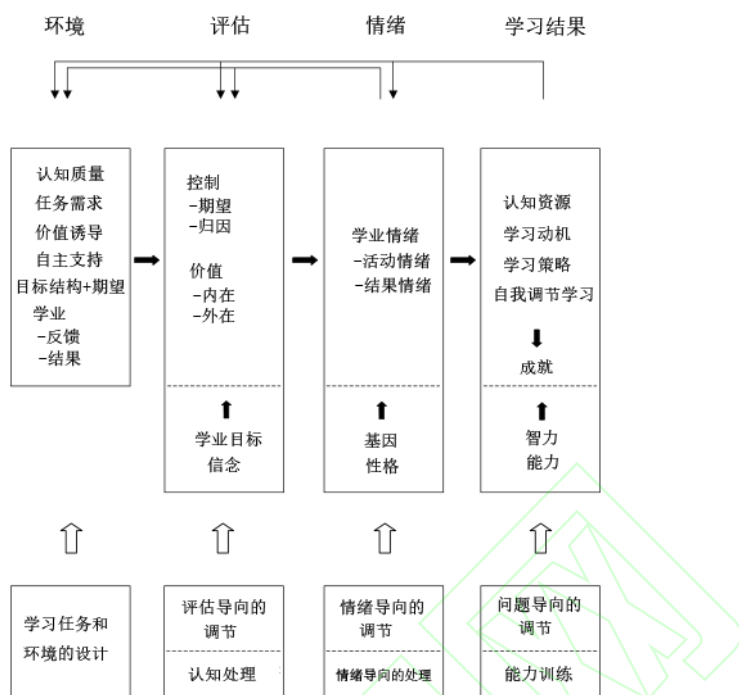 环境
评估
情绪
学习结果
认知质量
任务需求
价值诱导
自主支持
目标结构+期望
学业
-反馈
-结果
控制
-期望
-归因
价值
-内在
-外在
学业目标
信念
学业情绪
-活动情绪
-结果情绪
基因
性格
认知资源
学习动机
学习策略
自我调节学习
成就
智力
能力
学习任务和
环境的设计
评估导向的
调节
认知处理
情绪导向的
调节
情绪导向的处理
问题导向的
调节
能力训练